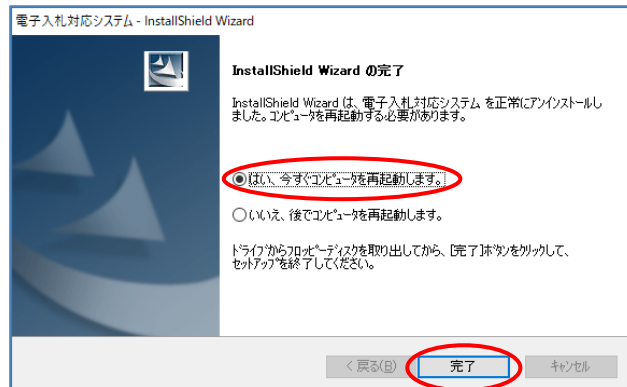 電子入札対応システム - InstallShield Wizard
InstallShield Wizard の完了
InstallShield Wizard は、電子入札対応システム を正常にアンインストールし
ました。コンピュータを再起動する必要があります。
はい、今すぐコンピュータを再起動します。
いいえ、後でコンピュータを再起動します。
ドライブからフロッピーディスクを取り出してから、[完了]ボタンをクリックして、
セットアップを終了してください。
< 戻る(B)
完了
キャンセル